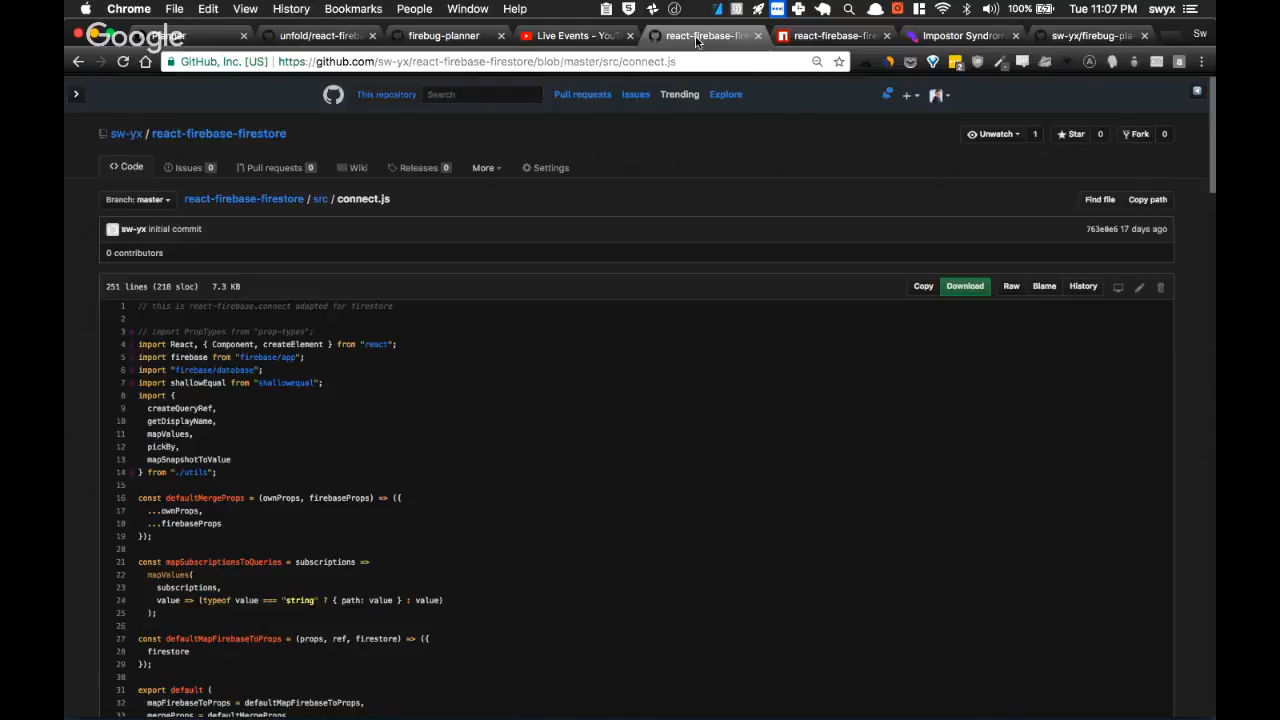 Chrome File Edit View History Bookmarks People Window Help 100% Tue 11:07 PM swyx
Google
unfold/react-fireb firebug-planner Live Events - YouT react-firebase-fire react-firebase-fire Impostor Syndrom sw-yx/firebug-pla Sw
GitHub, Inc. [US] https://github.com/sw-yx/react-firebase-firestore/blob/master/src/connect.js
This repository Search Pull requests Issues Trending Explore
sw-yx / react-firebase-firestore Unwatch 1 Star 0 Fork 0
Code Issues 0 Pull requests 0 Wiki Releases 0 More Settings
Branch: master react-firebase-firestore / src / connect.js Find file Copy path
sw-yx initial commit 763e0e6 17 days ago
0 contributors
251 lines (218 sloc) 7.3 KB Copy Download Raw Blame History
1 // this is react-firebase.connect adapted for firestore
2
3 // import PropTypes from "prop-types";
4 import React, { Component, createElement } from "react";
5 import firebase from "firebase/app";
6 import "firebase/database";
7 import shallowEqual from "shallowequal";
8 import {
9 createQueryRef,
10 getDisplayName,
11 mapValues,
12 pickBy,
13 mapSnapshotToValue
14 } from "./utils";
15
16 const defaultMergeProps = (ownProps, firebaseProps) => ({
17 ...ownProps,
18 ...firebaseProps
19 });
20
21 const mapSubscriptionsToQueries = subscriptions =>
22 mapValues(
23 subscriptions,
24 value => (typeof value === "string" ? { path: value } : value)
25 );
26
27 const defaultMapFirebaseToProps = (props, ref, firestore) => ({
28 firestore
29 });
30
31 export default (
32 mapFirebaseToProps = defaultMapFirebaseToProps,
33 mergeProps = defaultMergeProps